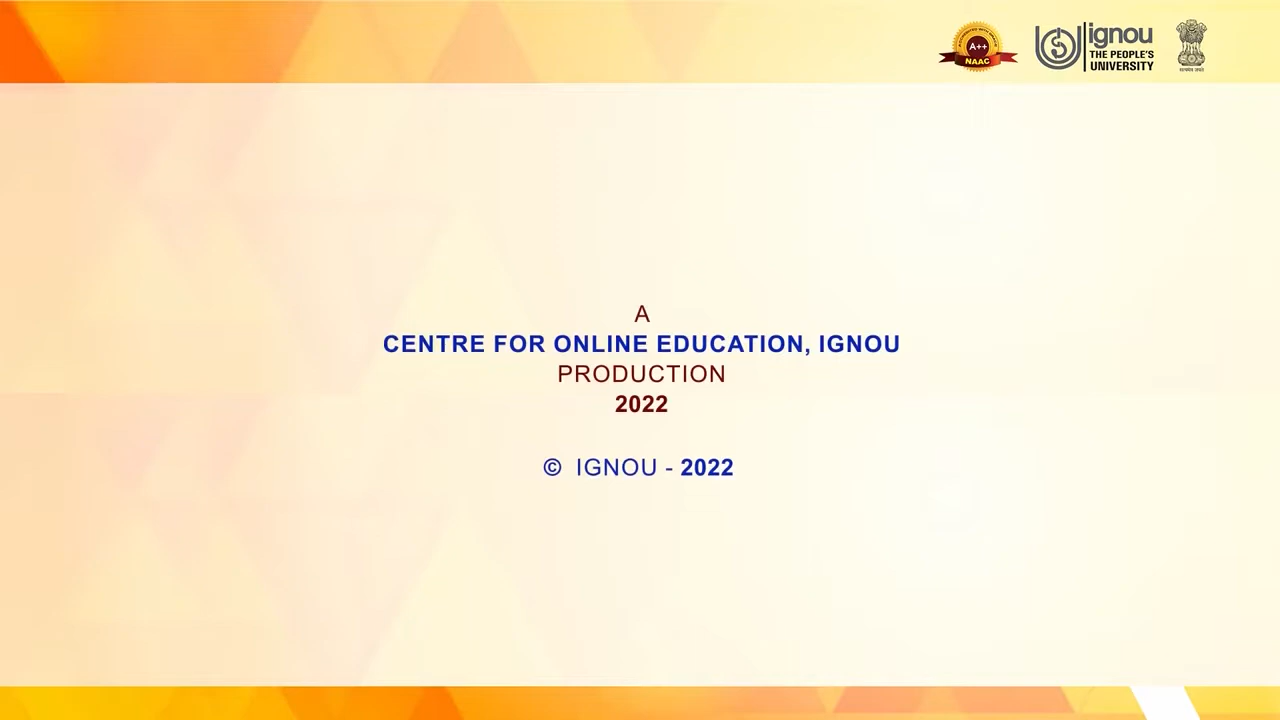 A++
NAAC
ignou
THE PEOPLE'S
UNIVERSITY
A
CENTRE FOR ONLINE EDUCATION, IGNOU
PRODUCTION
2022
© IGNOU - 2022